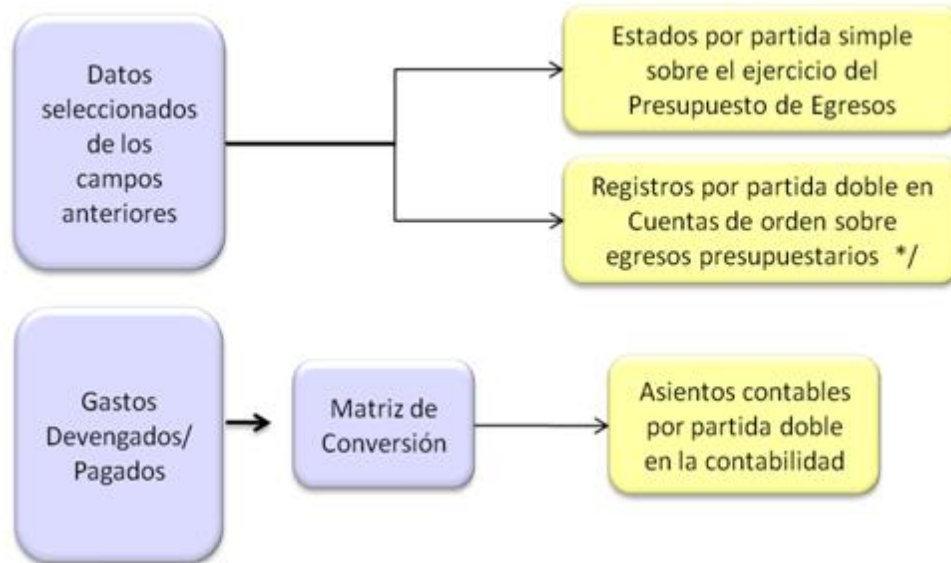 Datos
seleccionados
de los
campos
anteriores
Estados por partida simple
sobre el ejercicio del
Presupuesto de Egresos
Registros por partida doble en
Cuentas de orden sobre
egresos presupuestarios */
Gastos
Devengados/
Pagados
Matriz de
Conversión
Asientos contables
por partida doble
en la contabilidad